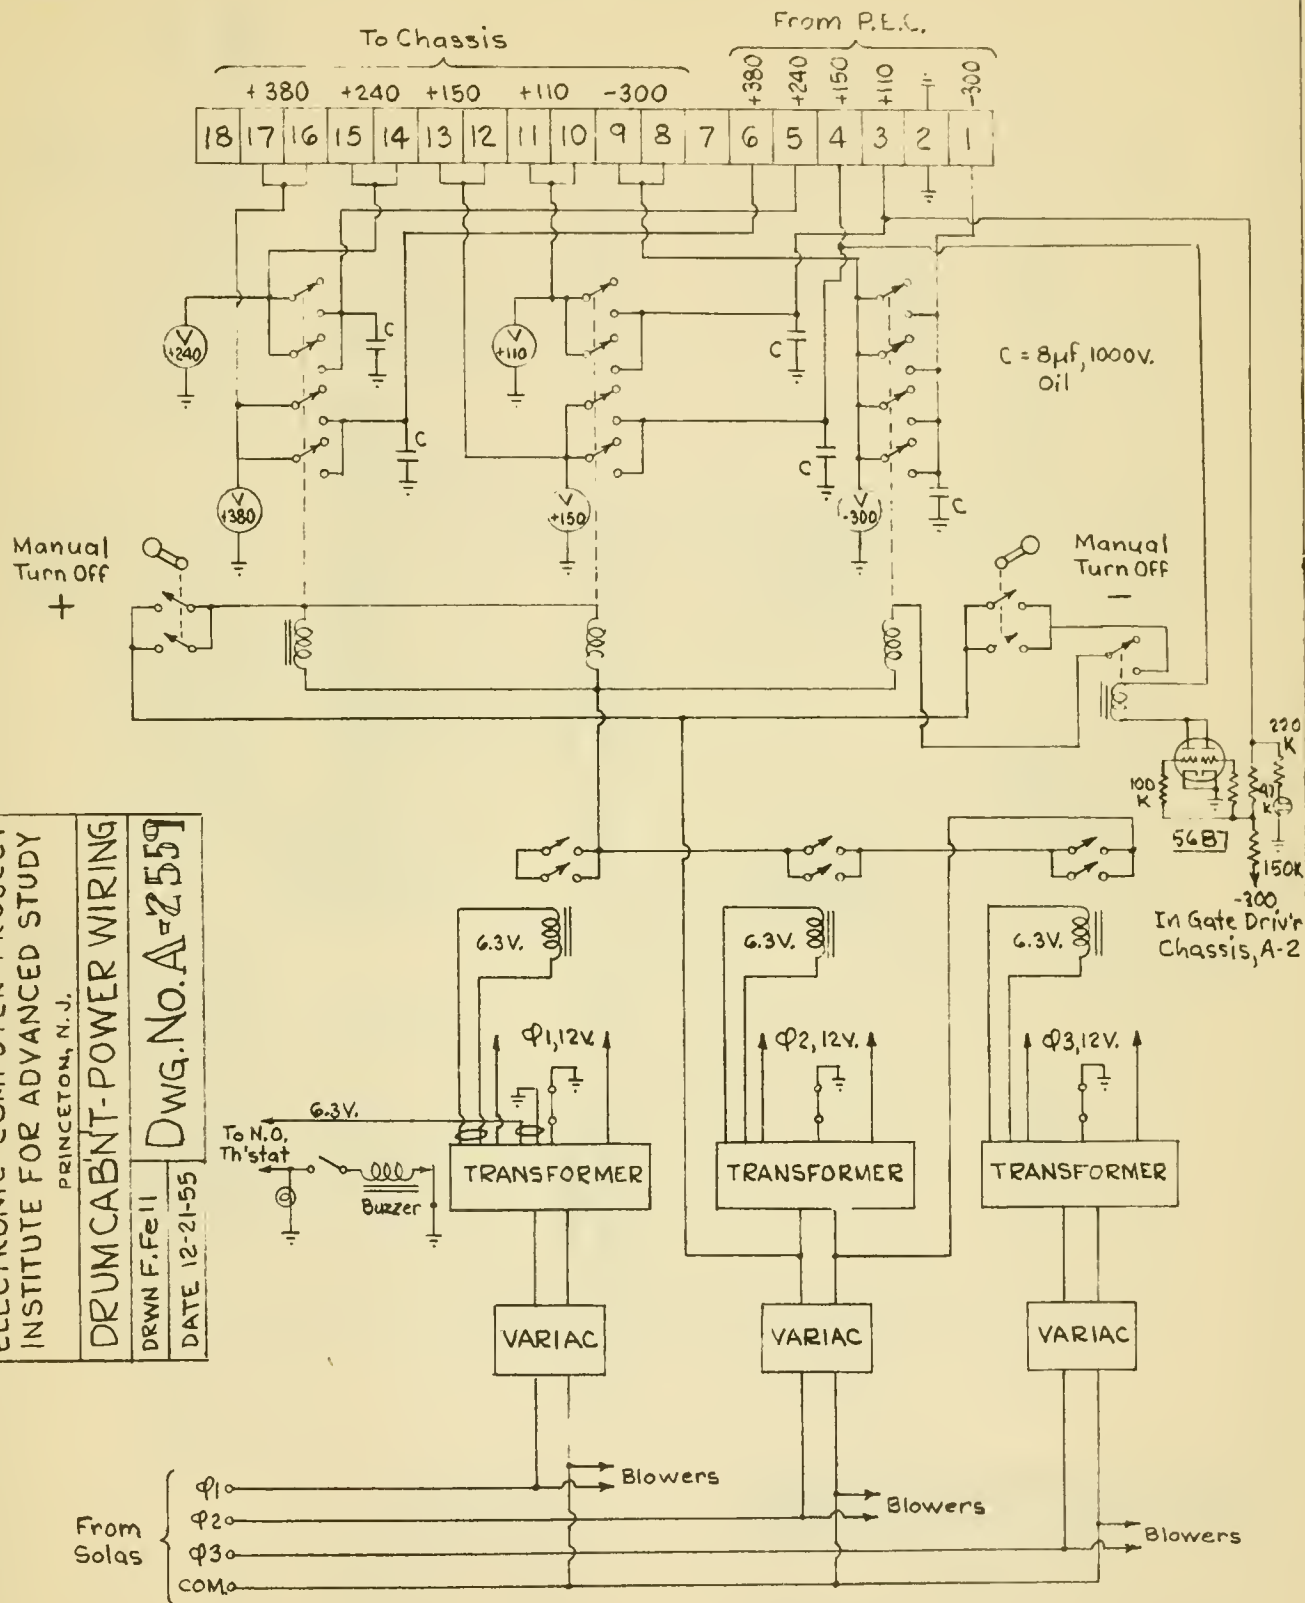 From P.E.C.
To Chassis
+380 +240 +150 +110 -300
+380 +240 +150 +110 -300
18 17 16 15 14 13 12 11 10 9 8 7 6 5 4 3 2 1
V +240
C
V +110
C
C = 8μf, 1000V.
Oil
C
C
C
V +380
V +150
V -300
Manual
Turn Off
+
Manual
Turn Off
-
220
K
100
K
47
K
5687
150K
-300
In Gate Driv'r
Chassis, A-2
6.3V.
6.3V.
6.3V.
φ1, 12V.
φ2, 12V.
φ3, 12V.
6.3V.
To N.O.
Th'stat
Buzzer
TRANSFORMER
TRANSFORMER
TRANSFORMER
VARIAC
VARIAC
VARIAC
Blowers
Blowers
Blowers
From
Solas
φ1
φ2
φ3
COM.
ELECTRONIC COMPUTER PROJECT
INSTITUTE FOR ADVANCED STUDY
PRINCETON, N. J.
DRUM CAB'NT-POWER WIRING
DRWN F. Fell
DATE 12-21-55
DWG. No. A-2559